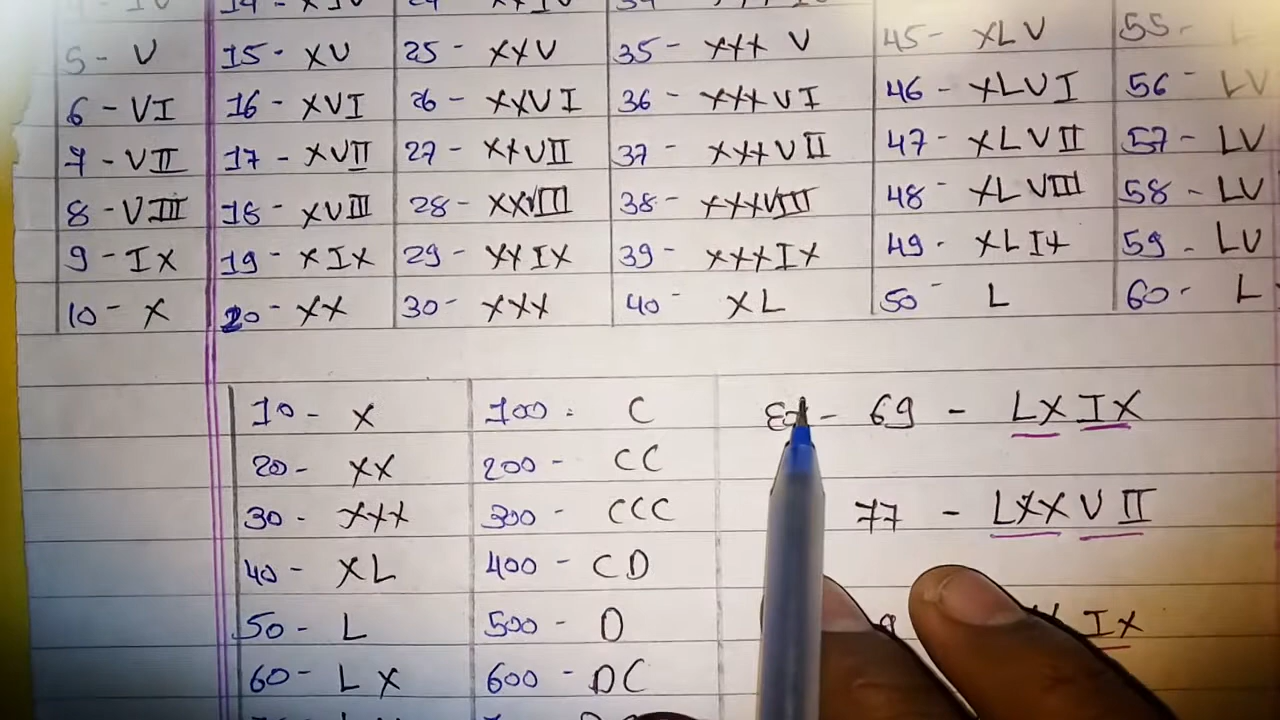 5 - V 15 - XV 25 - XXV 35 - XXX V 45 - XLV 55 -
6 - VI 16 - XVI 26 - XXVI 36 - XXXVI 46 - XLVI 56 - LV
7 - VII 17 - XVII 27 - XXVII 37 - XXXVII 47 - XLVII 57 - LV
8 - VIII 18 - XVIII 28 - XXVIII 38 - XXXVIII 48 - XLVIII 58 - LV
9 - IX 19 - XIX 29 - XXIX 39 - XXXIX 49 - XLIX 59 - LV
10 - X 20 - XX 30 - XXX 40 - XL 50 - L 60 - L
10 - X 100 - C 69 - LXIX
20 - XX 200 - CC
30 - XXX 300 - CCC 77 - LXXVII
40 - XL 400 - CD
50 - L 500 - D IX
60 - LX 600 - DC